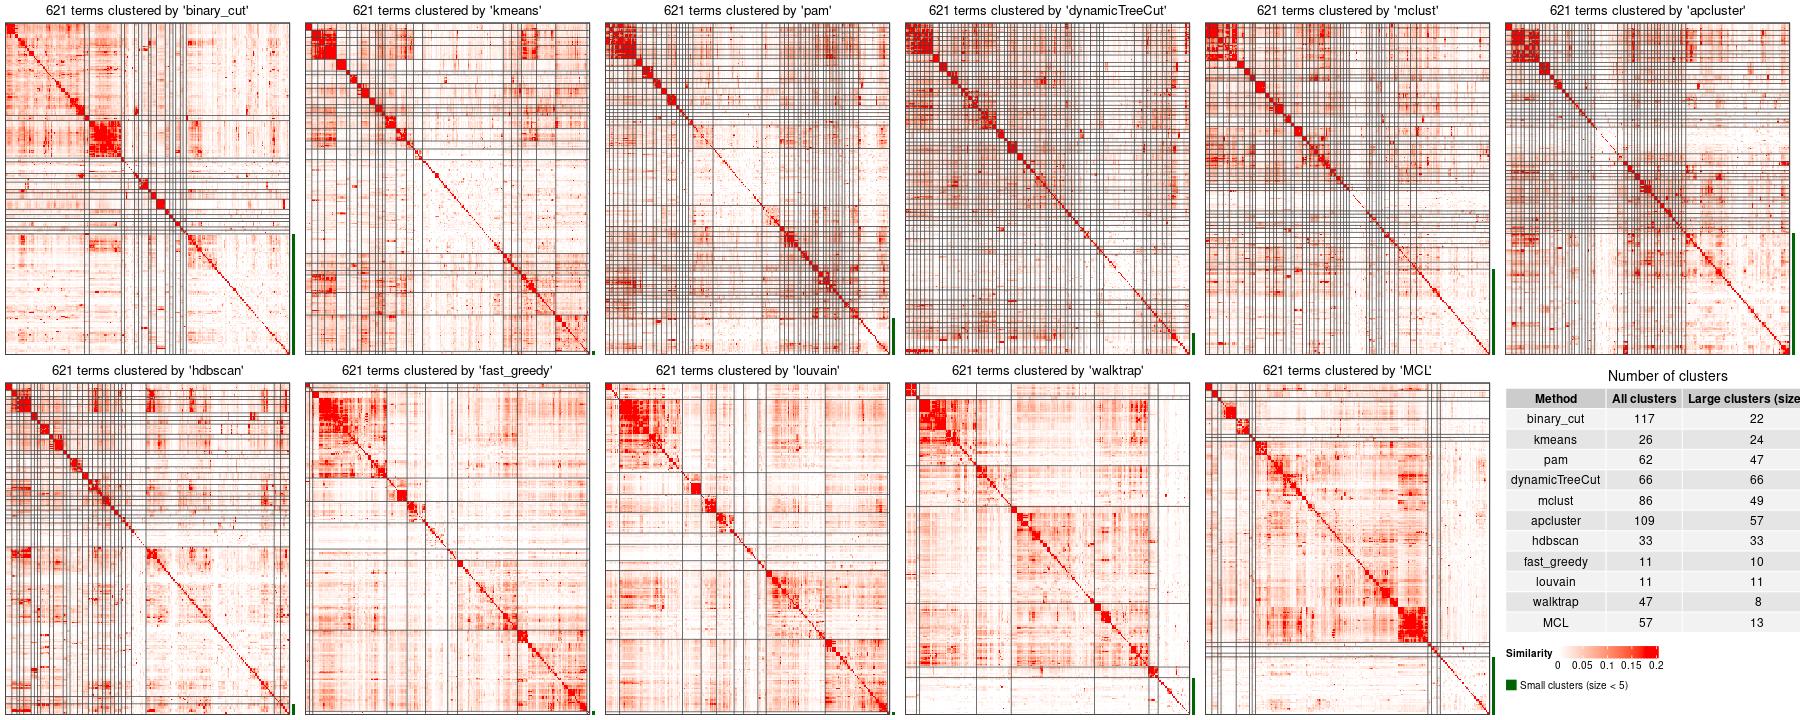 621 terms clustered by 'binary_cut'
621 terms clustered by 'kmeans'
621 terms clustered by 'pam'
621 terms clustered by 'dynamicTreeCut'
621 terms clustered by 'mclust'
621 terms clustered by 'apcluster'
621 terms clustered by 'hdbscan'
621 terms clustered by 'fast_greedy'
621 terms clustered by 'louvain'
621 terms clustered by 'walktrap'
621 terms clustered by 'MCL'
Number of clusters
Method All clusters Large clusters (size
binary_cut 117 22
kmeans 26 24
pam 62 47
dynamicTreeCut 66 66
mclust 86 49
apcluster 109 57
hdbscan 33 33
fast_greedy 11 10
louvain 11 11
walktrap 47 8
MCL 57 13
Similarity
0 0.05 0.1 0.15 0.2
Small clusters (size < 5)